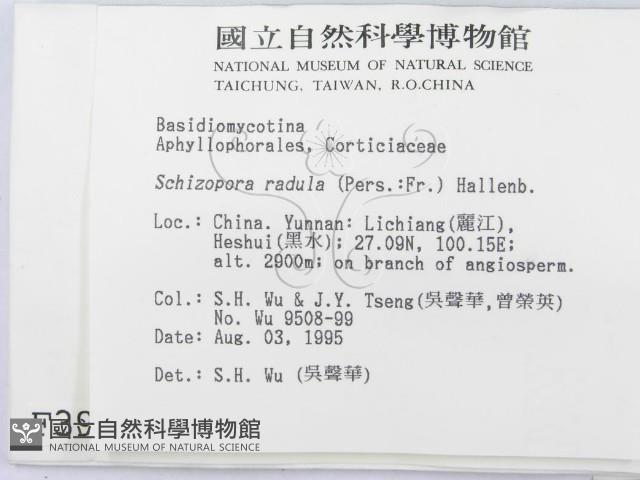 國立自然科學博物館
NATIONAL MUSEUM OF NATURAL SCIENCE
TAICHUNG, TAIWAN, R.O.CHINA
Basidiomycotina
Aphyllophorales, Corticiaceae
Schizopora radula (Pers.:Fr.) Hallenb.
Loc.: China. Yunnan: Lichiang(麗江),
Heshui(黑水); 27.09N, 100.15E;
alt. 2900m; on branch of angiosperm.
Col.: S.H. Wu & J.Y. Tseng(吳聲華,曾榮英)
No. Wu 9508-99
Date: Aug. 03, 1995
Det.: S.H. Wu (吳聲華)
國立自然科學博物館
NATIONAL MUSEUM OF NATURAL SCIENCE